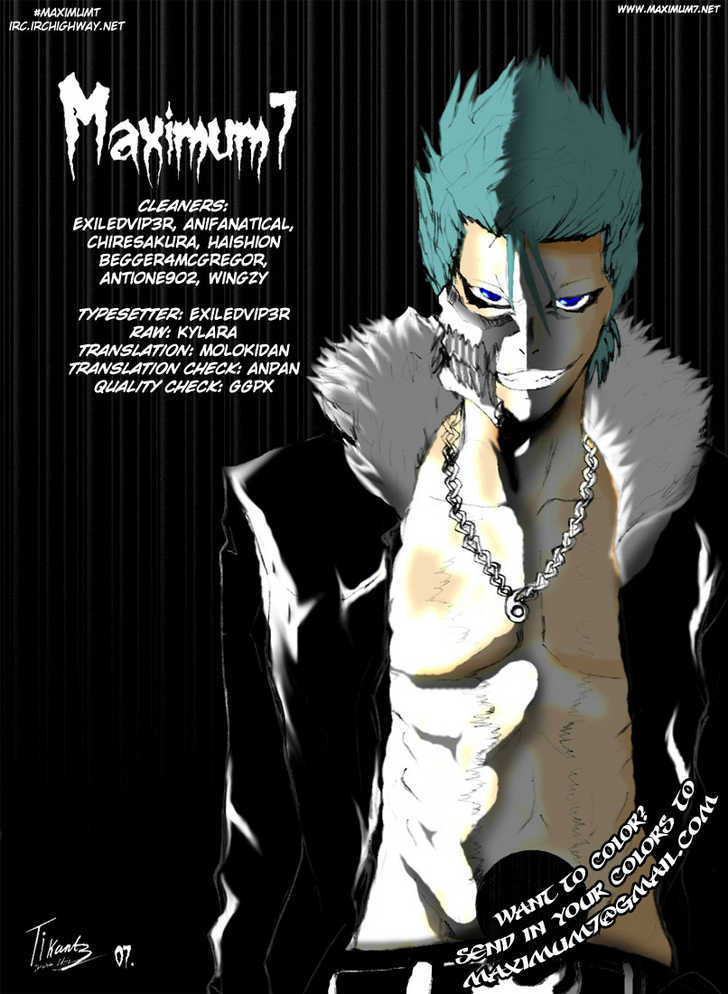 #MAXIMUMT
IRC.IRCHIGHWAY.NET
WWW.MAXIMUM7.NET
Maximum7
CLEANERS:
EXILEDVIP3R, ANIFANATICAL,
CHIRESAKURA, HAISHION
BEGGER4MCGREGOR,
ANTIONE902, WINGZY
TYPESETTER: EXILEDVIP3R
RAW: KYLARA
TRANSLATION: MOLOKIDAN
TRANSLATION CHECK: ANPAN
QUALITY CHECK: GGPX
WANT TO COLOR?
SEND IN YOUR COLORS TO
MAXIMUM7@GMAIL.COM
Tikantz
07.